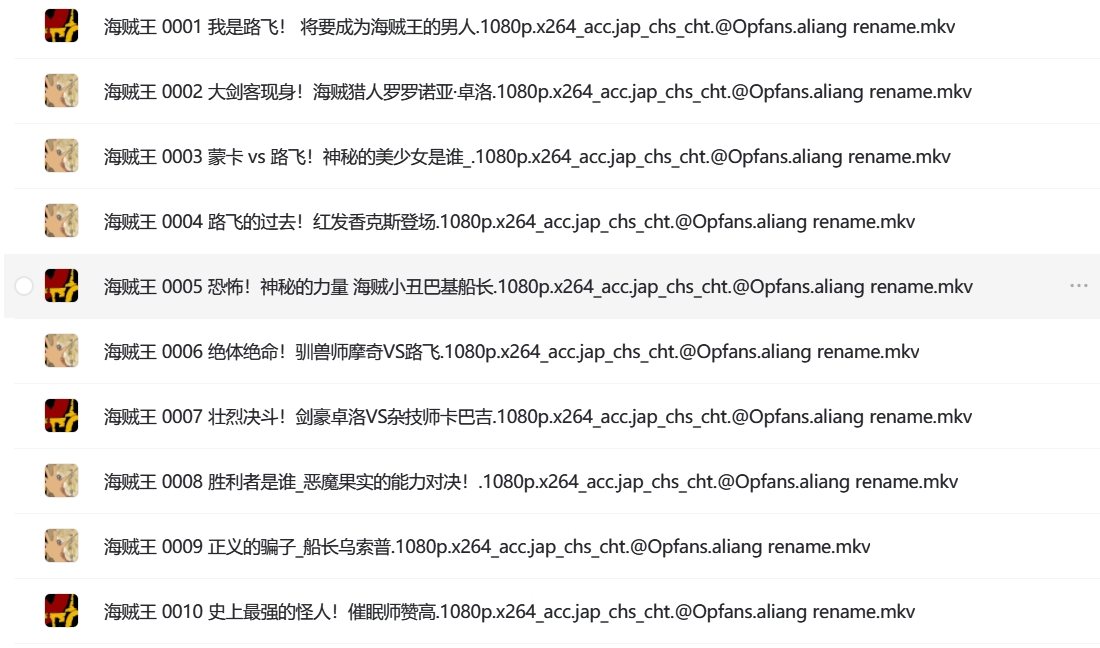 海贼王 0001 我是路飞！ 将要成为海贼王的男人.1080p.x264_acc.jap_chs_cht.@Opfans.aliang rename.mkv
海贼王 0002 大剑客现身！海贼猎人罗罗诺亚·卓洛.1080p.x264_acc.jap_chs_cht.@Opfans.aliang rename.mkv
海贼王 0003 蒙卡 vs 路飞！神秘的美少女是谁_.1080p.x264_acc.jap_chs_cht.@Opfans.aliang rename.mkv
海贼王 0004 路飞的过去！红发香克斯登场.1080p.x264_acc.jap_chs_cht.@Opfans.aliang rename.mkv
海贼王 0005 恐怖！神秘的力量 海贼小丑巴基船长.1080p.x264_acc.jap_chs_cht.@Opfans.aliang rename.mkv
海贼王 0006 绝体绝命！驯兽师摩奇VS路飞.1080p.x264_acc.jap_chs_cht.@Opfans.aliang rename.mkv
海贼王 0007 壮烈决斗！剑豪卓洛VS杂技师卡巴吉.1080p.x264_acc.jap_chs_cht.@Opfans.aliang rename.mkv
海贼王 0008 胜利者是谁_恶魔果实的能力对决！.1080p.x264_acc.jap_chs_cht.@Opfans.aliang rename.mkv
海贼王 0009 正义的骗子_船长乌索普.1080p.x264_acc.jap_chs_cht.@Opfans.aliang rename.mkv
海贼王 0010 史上最强的怪人！催眠师赞高.1080p.x264_acc.jap_chs_cht.@Opfans.aliang rename.mkv